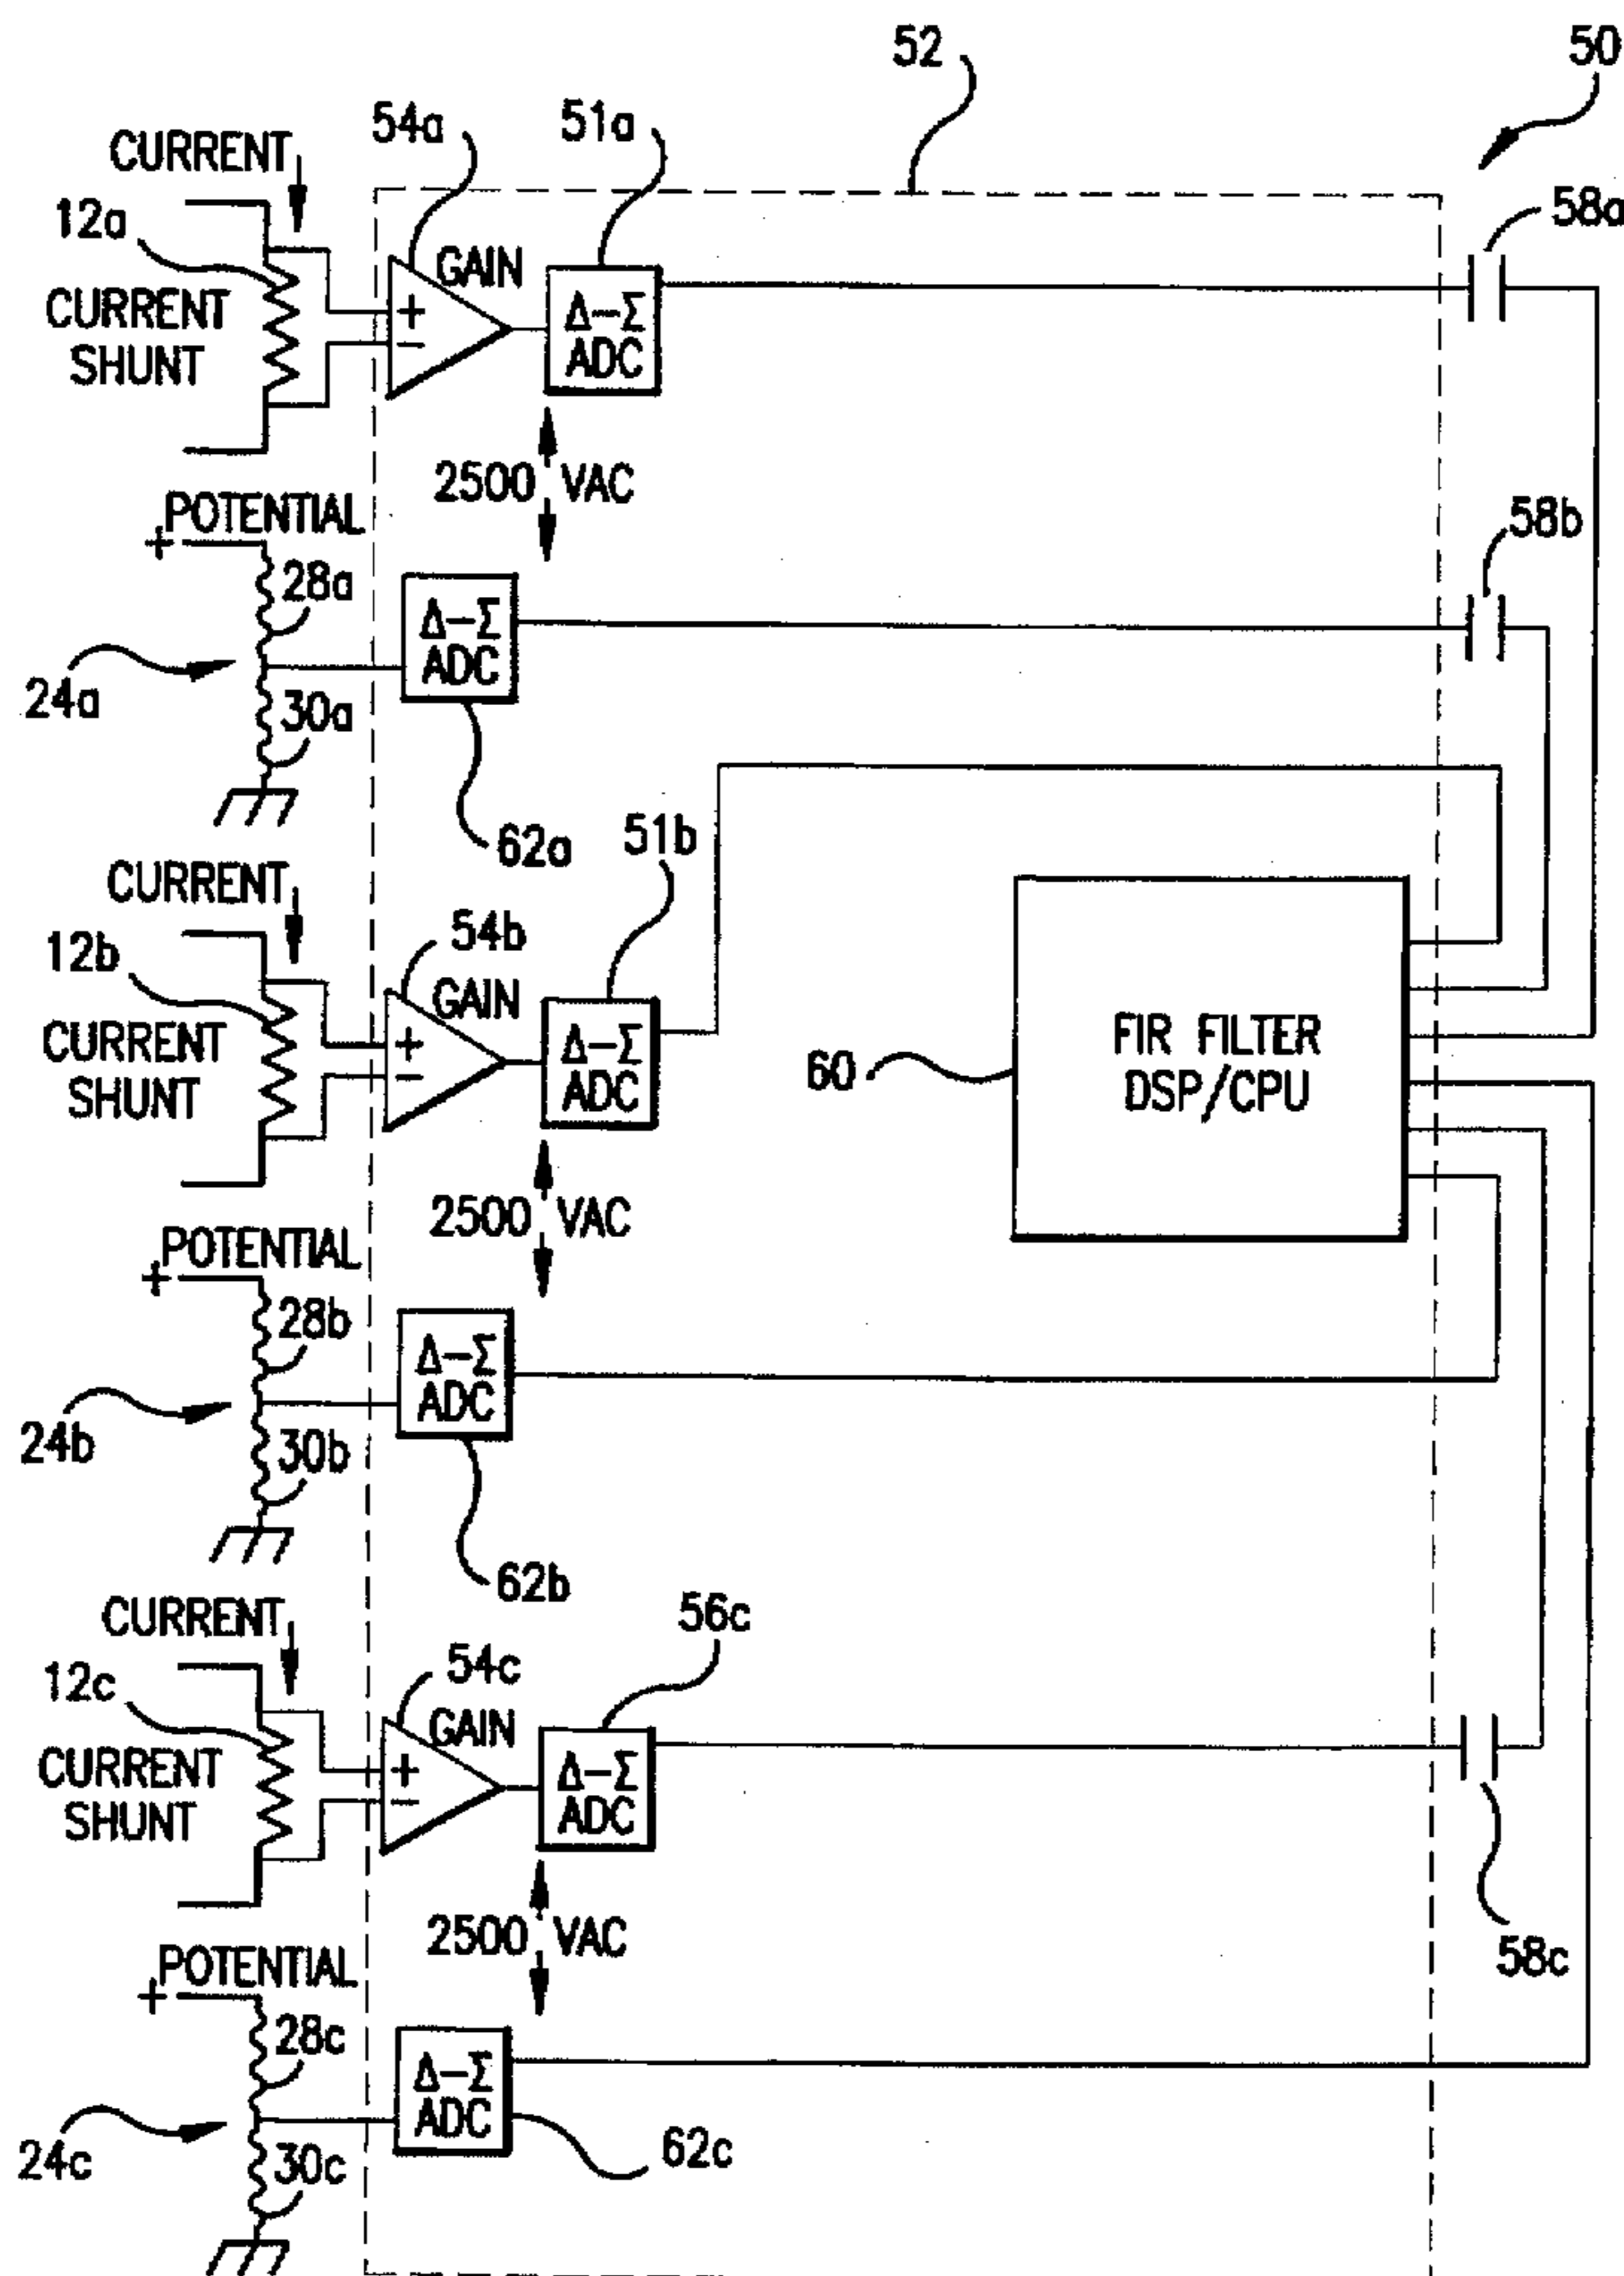 52
50
54a
51a
CURRENT
58a
12a
GAIN
CURRENT
SHUNT
+
−
Δ-Σ
ADC
2500 VAC
POTENTIAL
+
58b
28a
Δ-Σ
ADC
24a
30a
62a
51b
CURRENT
54b
12b
GAIN
CURRENT
SHUNT
+
−
Δ-Σ
ADC
60
FIR FILTER
DSP/CPU
2500 VAC
POTENTIAL
+
28b
Δ-Σ
ADC
24b
30b
62b
56c
CURRENT
54c
12c
GAIN
CURRENT
SHUNT
+
−
Δ-Σ
ADC
2500 VAC
58c
POTENTIAL
+
28c
Δ-Σ
ADC
24c
30c
62c